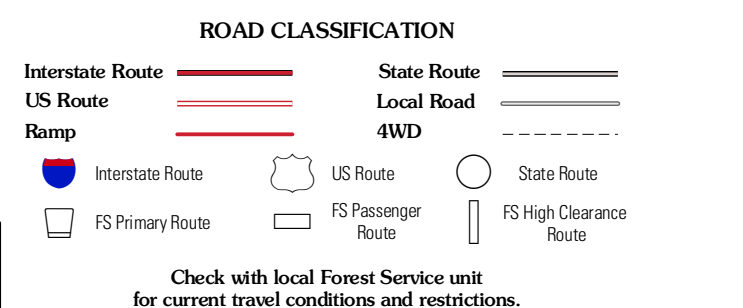 ROAD CLASSIFICATION
Interstate Route
State Route
US Route
Local Road
Ramp
4WD
Interstate Route
US Route
State Route
FS Primary Route
FS Passenger
Route
FS High Clearance
Route
Check with local Forest Service unit
for current travel conditions and restrictions.